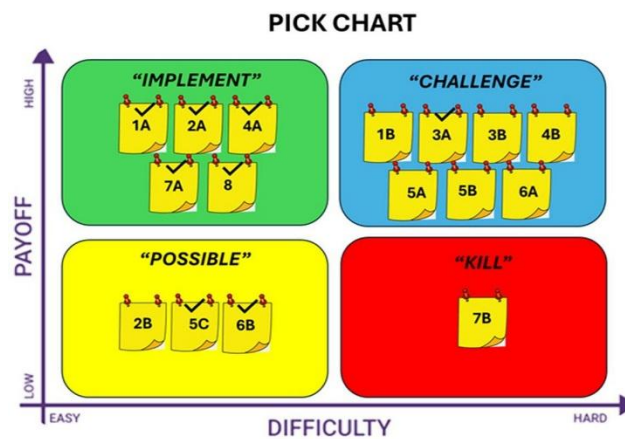 PICK CHART
HIGH
PAYOFF
LOW
"IMPLEMENT"
1A 2A 4A
7A 8
"CHALLENGE"
1B 3A 3B 4B
5A 5B 6A
"POSSIBLE"
2B 5C 6B
"KILL"
7B
EASY
DIFFICULTY
HARD